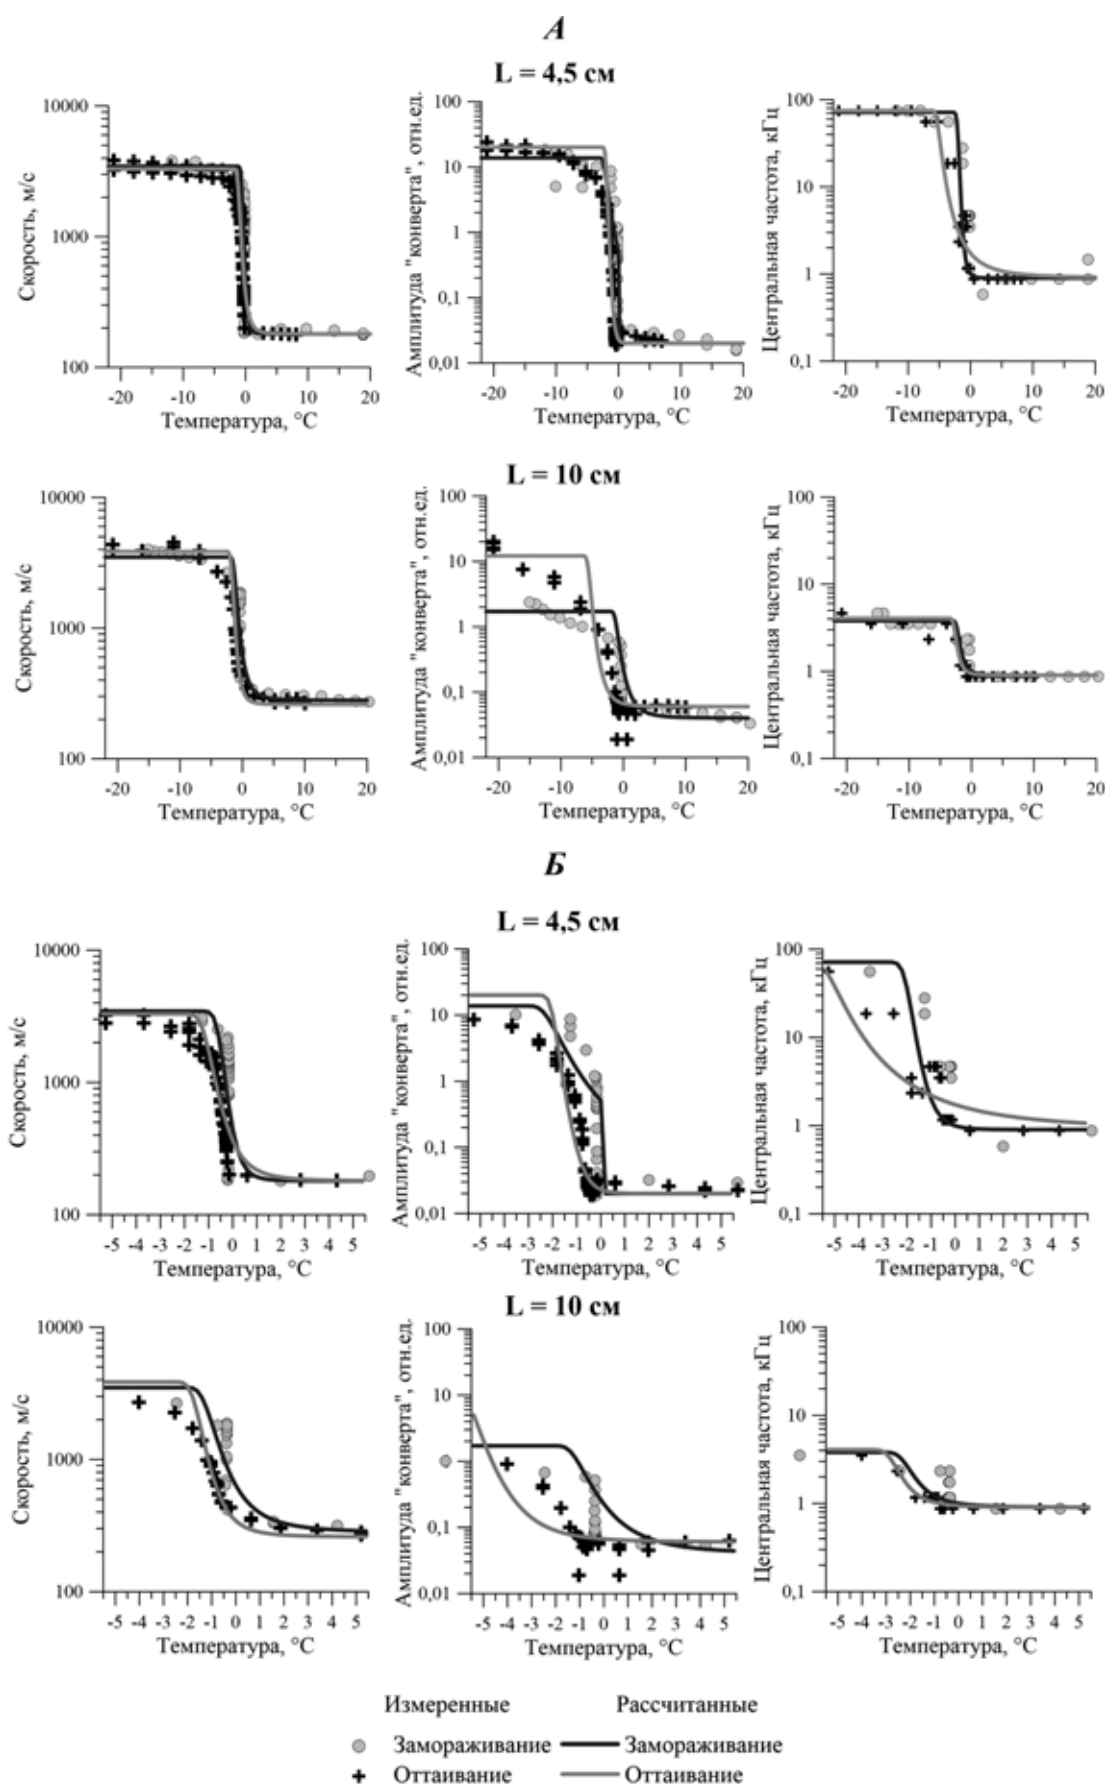 А
L = 4,5 см
Скорость, м/с
10000
1000
100
-20 -10 0 10 20
Температура, °C
Амплитуда "конверта", отн.ед.
100
10
1
0,1
0,01
-20 -10 0 10 20
Температура, °C
Центральная частота, кГц
100
10
1
0,1
-20 -10 0 10 20
Температура, °C
L = 10 см
Скорость, м/с
10000
1000
100
-20 -10 0 10 20
Температура, °C
Амплитуда "конверта", отн.ед.
100
10
1
0,1
0,01
-20 -10 0 10 20
Температура, °C
Центральная частота, кГц
100
10
1
0,1
-20 -10 0 10 20
Температура, °C
Б
L = 4,5 см
Скорость, м/с
10000
1000
100
-5 -4 -3 -2 -1 0 1 2 3 4 5
Температура, °C
Амплитуда "конверта", отн.ед.
100
10
1
0,1
0,01
-5 -4 -3 -2 -1 0 1 2 3 4 5
Температура, °C
Центральная частота, кГц
100
10
1
0,1
-5 -4 -3 -2 -1 0 1 2 3 4 5
Температура, °C
L = 10 см
Скорость, м/с
10000
1000
100
-5 -4 -3 -2 -1 0 1 2 3 4 5
Температура, °C
Амплитуда "конверта", отн.ед.
100
10
1
0,1
0,01
-5 -4 -3 -2 -1 0 1 2 3 4 5
Температура, °C
Центральная частота, кГц
100
10
1
0,1
-5 -4 -3 -2 -1 0 1 2 3 4 5
Температура, °C
Измеренные Рассчитанные
Замораживание Замораживание
Оттаивание Оттаивание